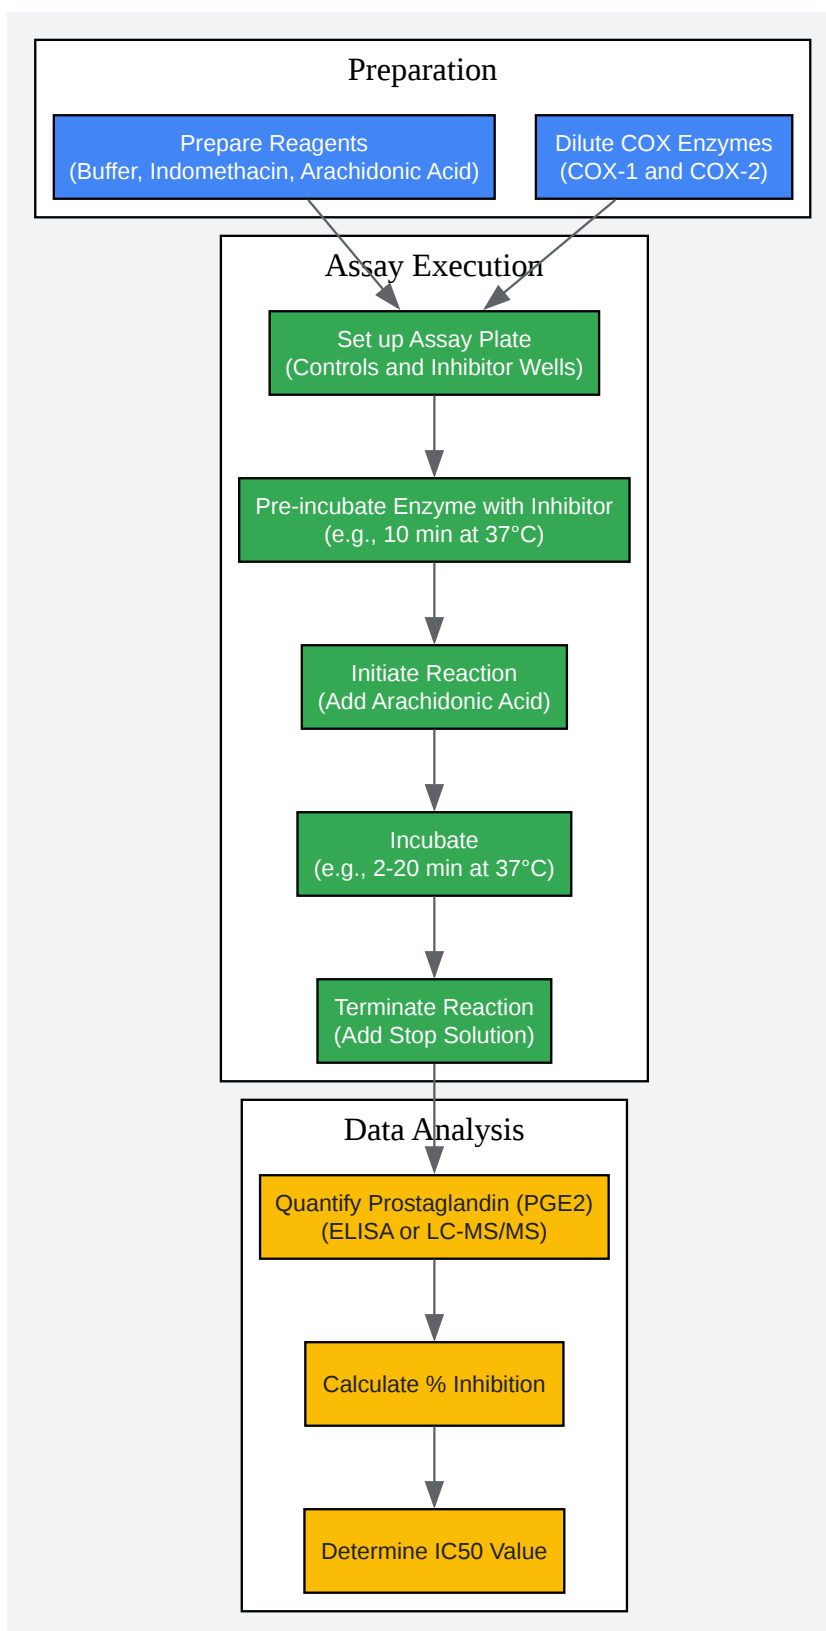 Preparation
Prepare Reagents
(Buffer, Indomethacin, Arachidonic Acid)
Dilute COX Enzymes
(COX-1 and COX-2)
Assay Execution
Set up Assay Plate
(Controls and Inhibitor Wells)
Pre-incubate Enzyme with Inhibitor
(e.g., 10 min at 37°C)
Initiate Reaction
(Add Arachidonic Acid)
Incubate
(e.g., 2-20 min at 37°C)
Terminate Reaction
(Add Stop Solution)
Data Analysis
Quantify Prostaglandin (PGE2)
(ELISA or LC-MS/MS)
Calculate % Inhibition
Determine IC50 Value